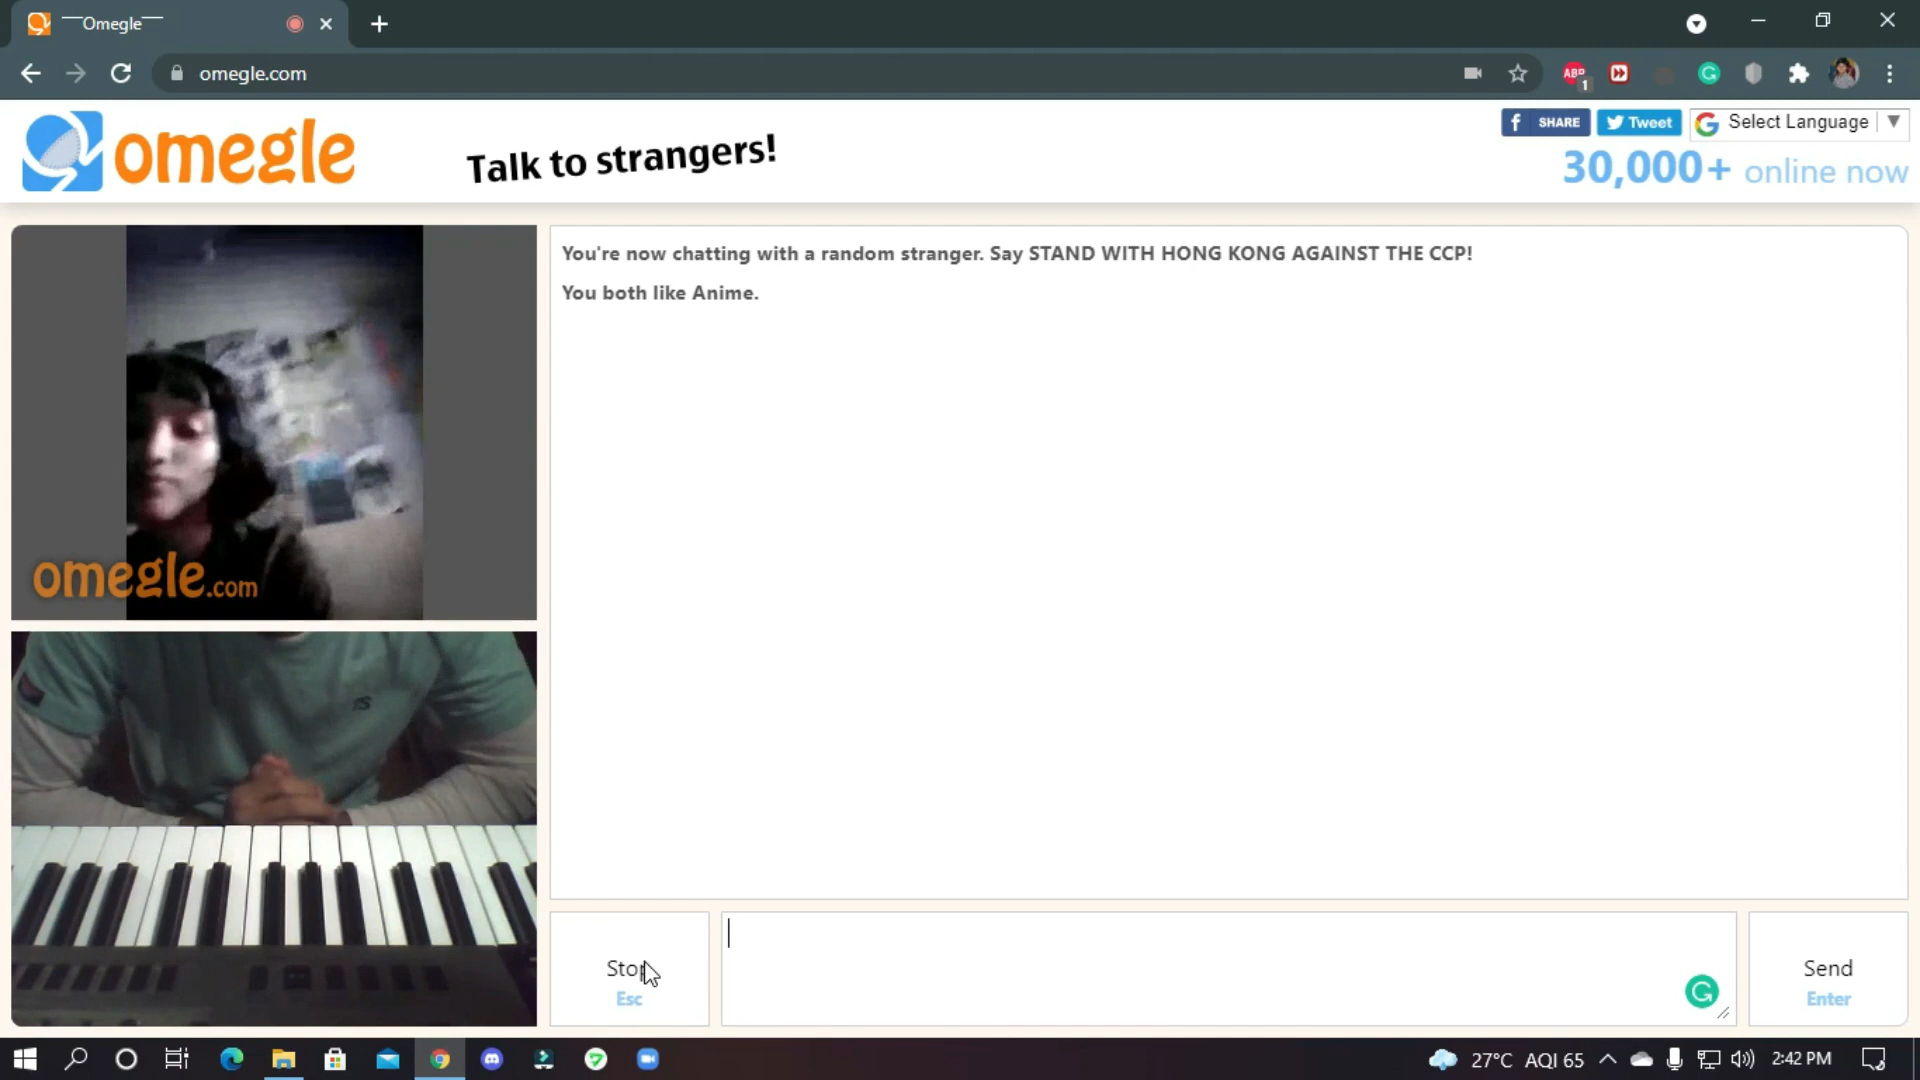 Omegle
omegle.com
ABP
1
omegle
Talk to strangers!
SHARE
Tweet
Select Language
30,000+ online now
You're now chatting with a random stranger. Say STAND WITH HONG KONG AGAINST THE CCP!
You both like Anime.
omegle.com
Stop
Esc
Send
Enter
27°C AQI 65
2:42 PM